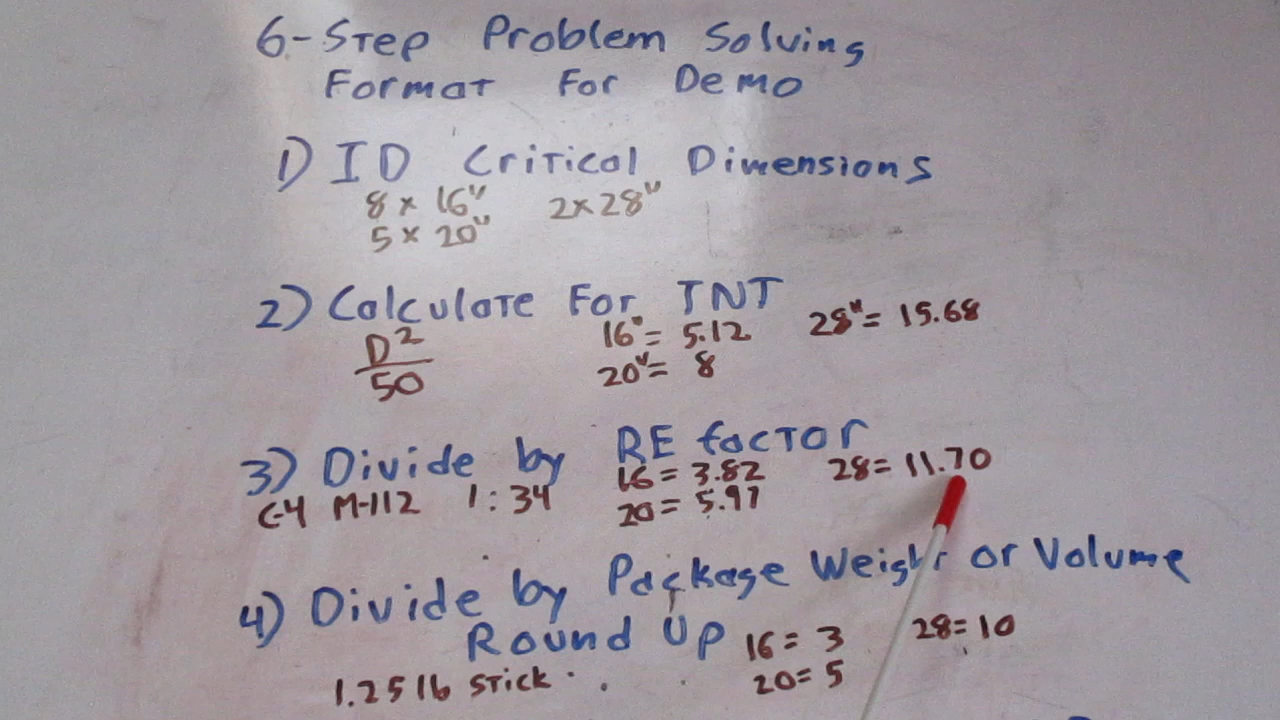 6-Step Problem Solving
Format For Demo
1) ID Critical Dimensions
8 x 16" 2x28"
5 x 20"
2) Calculate For TNT
D²/50 16"= 5.12 28"= 15.68
20"= 8
3) Divide by RE factor
C-4 M-112 1:34 16= 3.82 28= 11.70
20= 5.97
4) Divide by Package Weight or Volume
Round Up 16= 3 28= 10
1.25 lb stick 20= 5